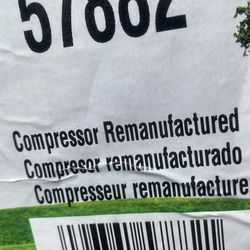 57882
Compressor Remanufactured
Compresor remanufacturado
Compresseur remanufacture